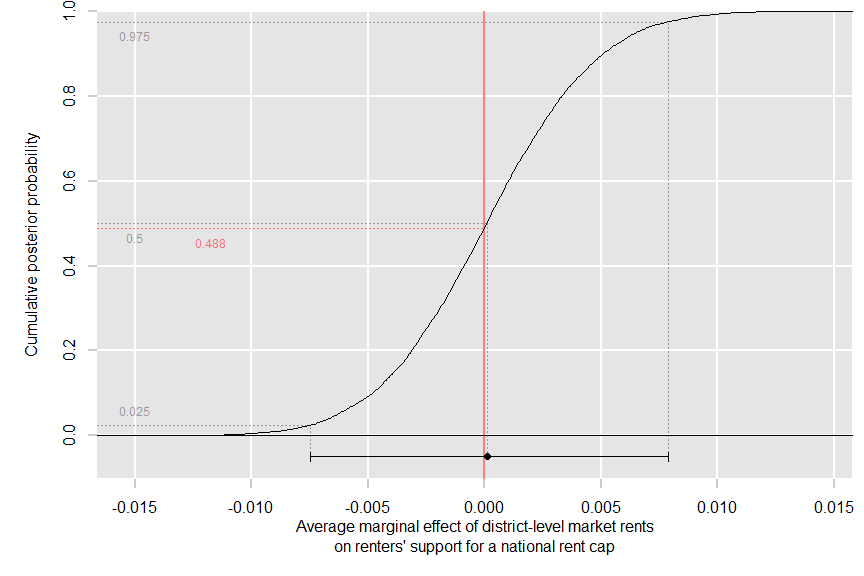 Cumulative posterior probability
1.0
0.8
0.6
0.4
0.2
0.0
0.975
0.5
0.488
0.025
-0.015 -0.010 -0.005 0.000 0.005 0.010 0.015
Average marginal effect of district-level market rents
on renters' support for a national rent cap